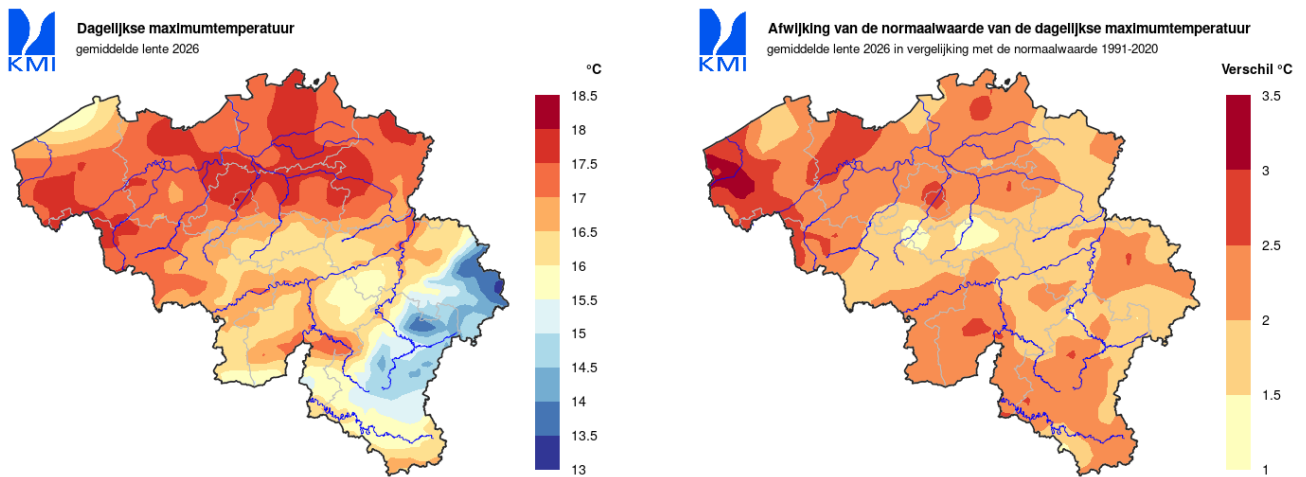 Dagelijkse maximumtemperatuur
gemiddelde lente 2026
KMI
°C
18.5
18
17.5
17
16.5
16
15.5
15
14.5
14
13.5
13
Afwijking van de normaalwaarde van de dagelijkse maximumtemperatuur
gemiddelde lente 2026 in vergelijking met de normaalwaarde 1991-2020
KMI
Verschil °C
3.5
3
2.5
2
1.5
1